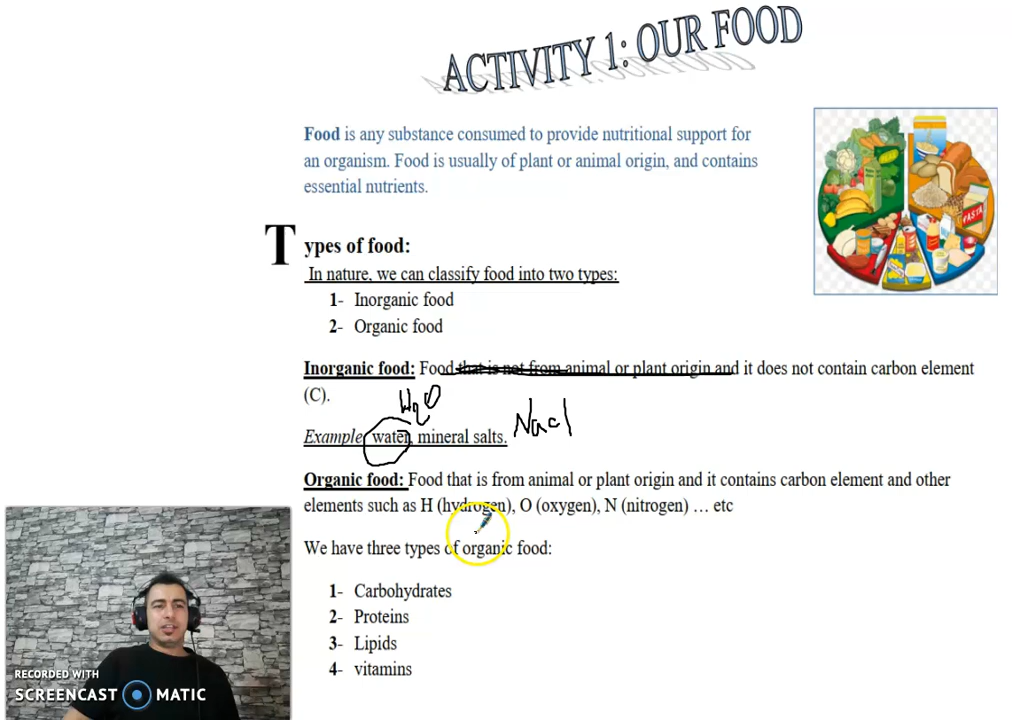 ACTIVITY 1: OUR FOOD
Food is any substance consumed to provide nutritional support for
an organism. Food is usually of plant or animal origin, and contains
essential nutrients.
PASTA
Types of food:
In nature, we can classify food into two types:
1- Inorganic food
2- Organic food
Inorganic food: Food that is not from animal or plant origin and it does not contain carbon element
(C).
H2O
NaCl
Example water, mineral salts.
Organic food: Food that is from animal or plant origin and it contains carbon element and other
elements such as H (hydrogen), O (oxygen), N (nitrogen) … etc
We have three types of organic food:
1- Carbohydrates
2- Proteins
3- Lipids
4- vitamins
RECORDED WITH
SCREENCAST MATIC